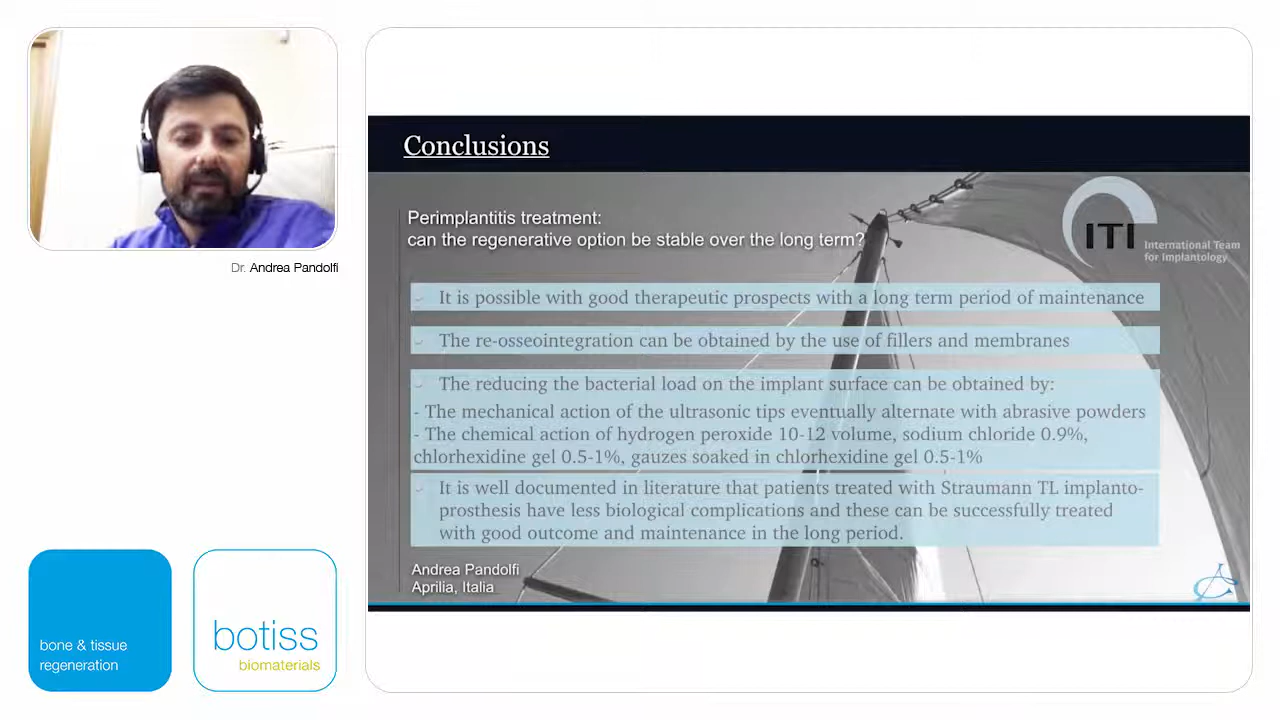 Dr. Andrea Pandolfi
bone & tissue
regeneration
botiss
biomaterials
Conclusions
Perimplantitis treatment:
can the regenerative option be stable over the long term?
ITI International Team
for Implantology
It is possible with good therapeutic prospects with a long term period of maintenance
The re-osseointegration can be obtained by the use of fillers and membranes
The reducing the bacterial load on the implant surface can be obtained by:
- The mechanical action of the ultrasonic tips eventually alternate with abrasive powders
- The chemical action of hydrogen peroxide 10-12 volume, sodium chloride 0.9%,
chlorhexidine gel 0.5-1%, gauzes soaked in chlorhexidine gel 0.5-1%
It is well documented in literature that patients treated with Straumann TL implanto-
prosthesis have less biological complications and these can be successfully treated
with good outcome and maintenance in the long period.
Andrea Pandolfi
Aprilia, Italia